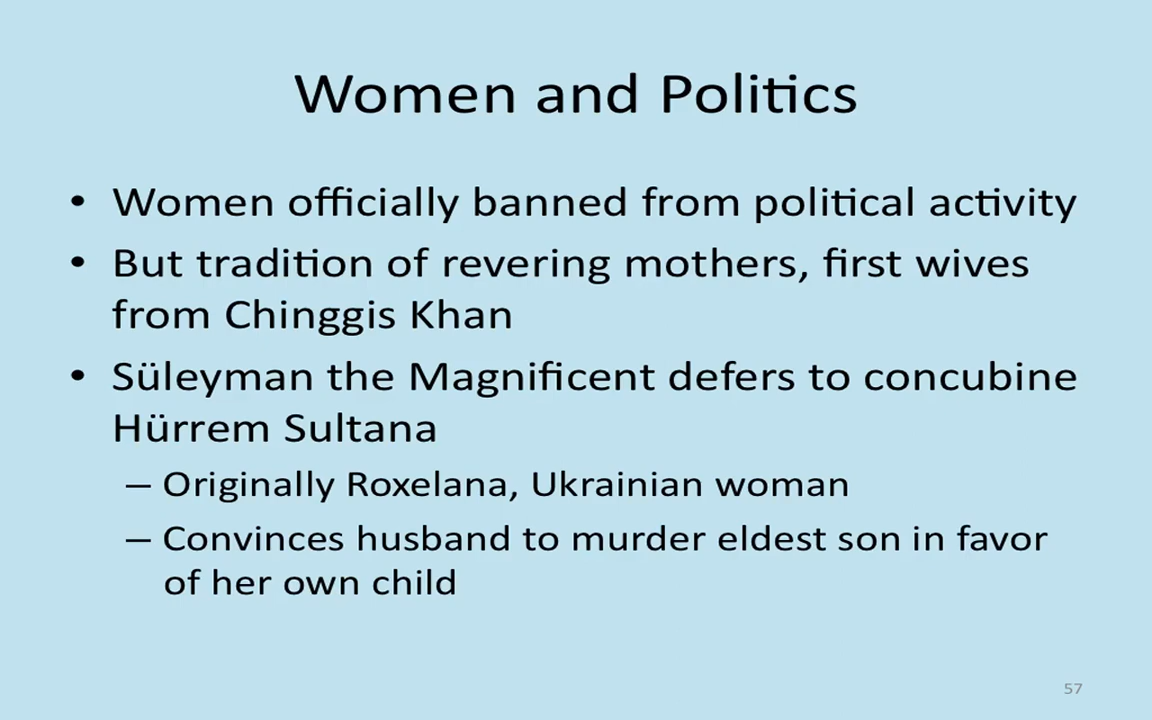 Women and Politics
• Women officially banned from political activity
• But tradition of revering mothers, first wives
from Chinggis Khan
• Süleyman the Magnificent defers to concubine
Hürrem Sultana
– Originally Roxelana, Ukrainian woman
– Convinces husband to murder eldest son in favor
of her own child
57